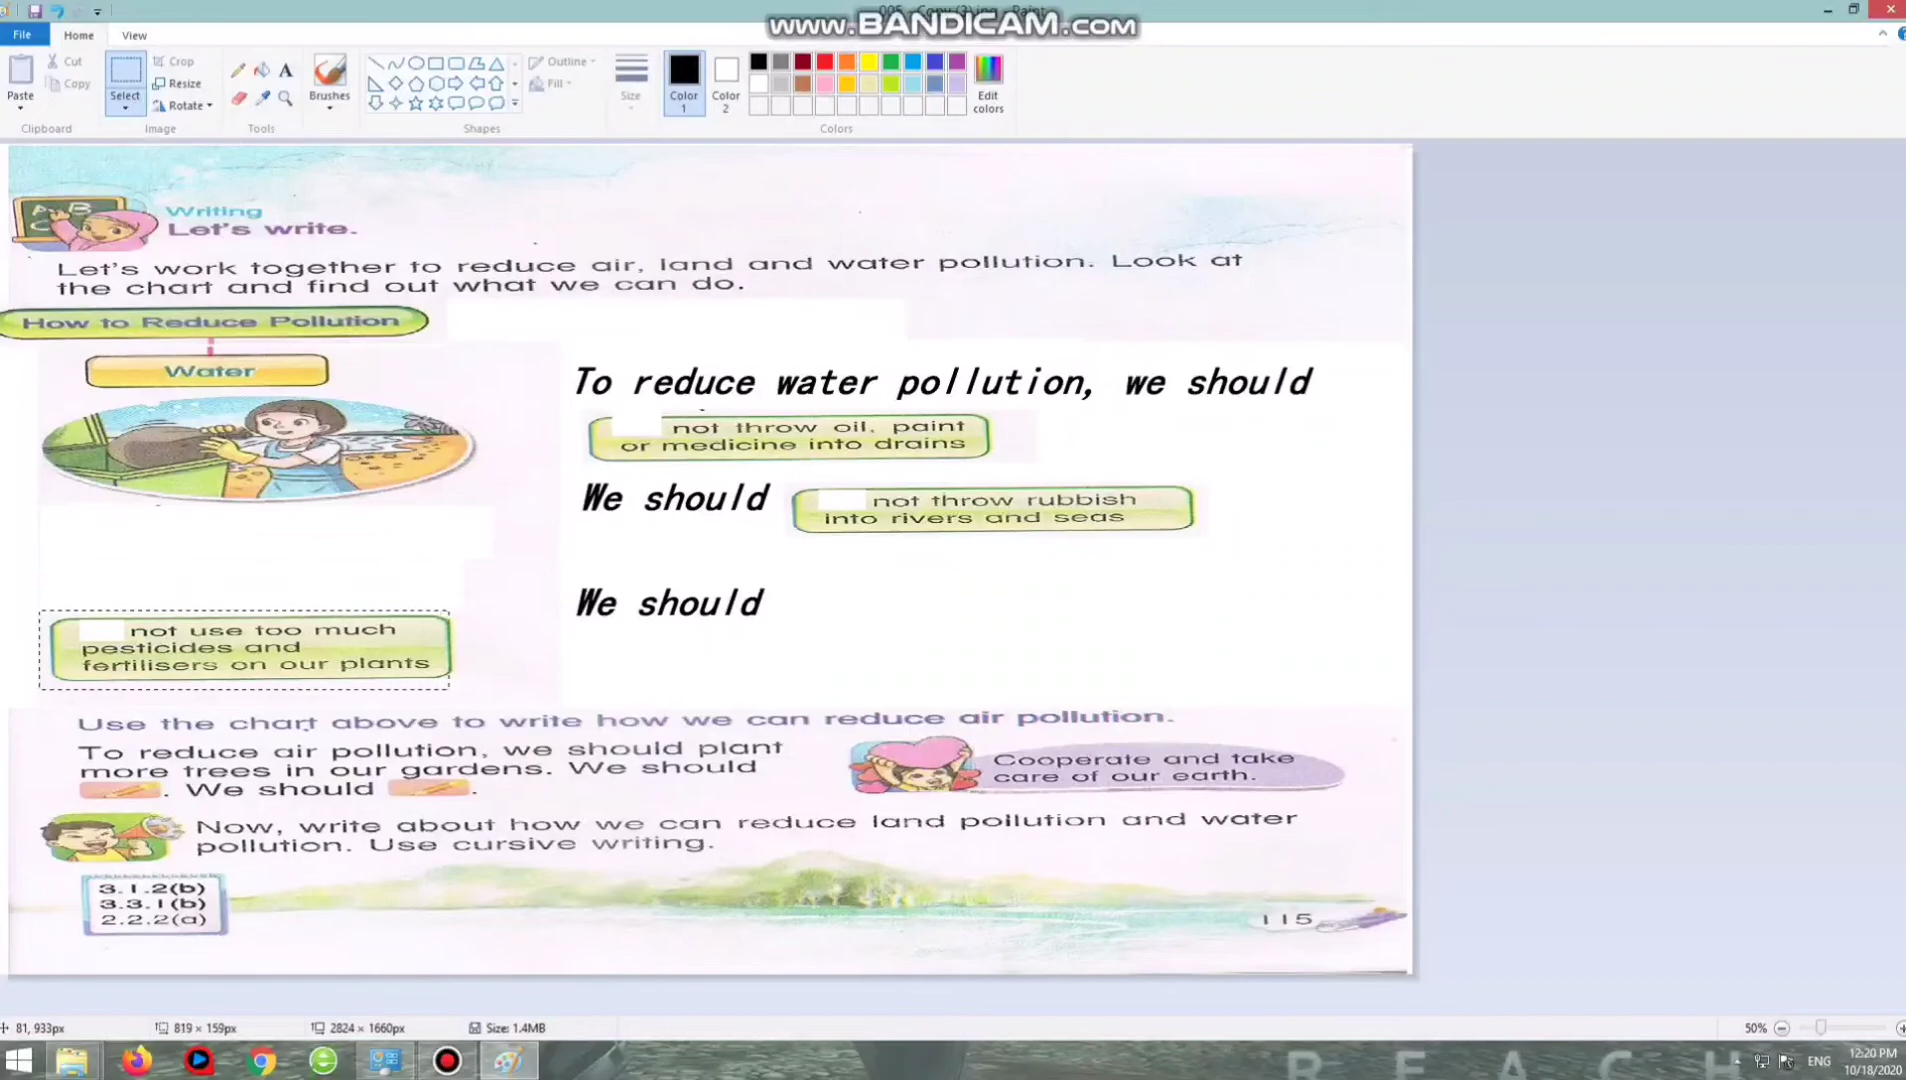 005 - Copy (3).jpg - Paint
www.BANDICAM.com
File
Home
View
Paste
Cut
Copy
Clipboard
Select
Crop
Resize
Rotate
Image
A
Tools
Brushes
Outline
Fill
Shapes
Size
Color 1
Color 2
Edit colors
Colors
Writing
Let's write.
Let's work together to reduce air, land and water pollution. Look at
the chart and find out what we can do.
How to Reduce Pollution
Water
To reduce water pollution, we should
not throw oil, paint
or medicine into drains
We should
not throw rubbish
into rivers and seas
We should
not use too much
pesticides and
fertilisers on our plants
Use the chart above to write how we can reduce air pollution.
To reduce air pollution, we should plant
more trees in our gardens. We should
. We should .
Cooperate and take
care of our earth.
Now, write about how we can reduce land pollution and water
pollution. Use cursive writing.
3.1.2(b)
3.3.1(b)
2.2.2(a)
115
81, 933px
819 × 159px
2824 × 1660px
Size: 1.4MB
50%
R E A C H
ENG
12:20 PM
10/18/2020